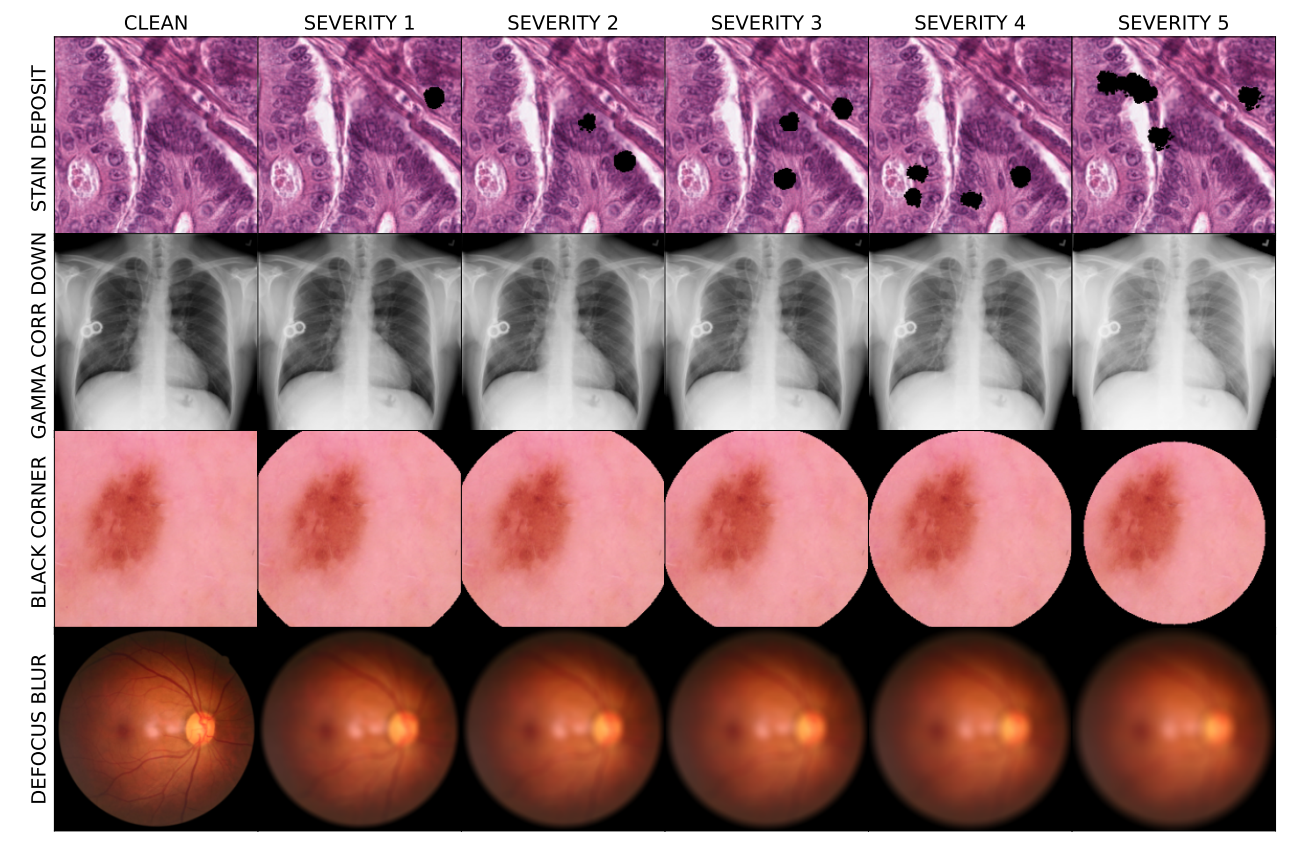 CLEAN SEVERITY 1 SEVERITY 2 SEVERITY 3 SEVERITY 4 SEVERITY 5
STAIN DEPOSIT
GAMMA CORR DOWN
BLACK CORNER
DEFOCUS BLUR